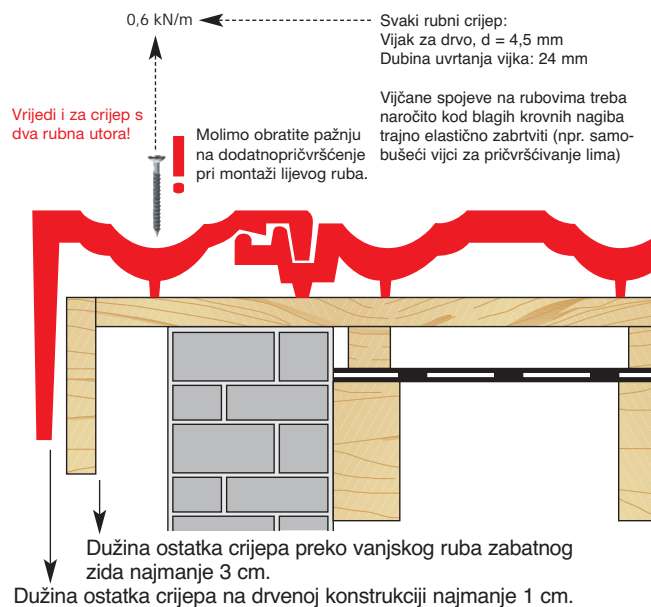 0,6 kN/m
Svaki rubni crijep:
Vijak za drvo, d = 4,5 mm
Dubina uvrtanja vijka: 24 mm
Vijčane spojeve na rubovima treba
naročito kod blagih krovnih nagiba
trajno elastično zabrtviti (npr. samo-
bušeći vijci za pričvršćivanje lima)
Vrijedi i za crijep s
dva rubna utora!
!
Molimo obratite pažnju
na dodatnopričvršćenje
pri montaži lijevog ruba.
Dužina ostatka crijepa preko vanjskog ruba zabatnog
zida najmanje 3 cm.
Dužina ostatka crijepa na drvenoj konstrukciji najmanje 1 cm.